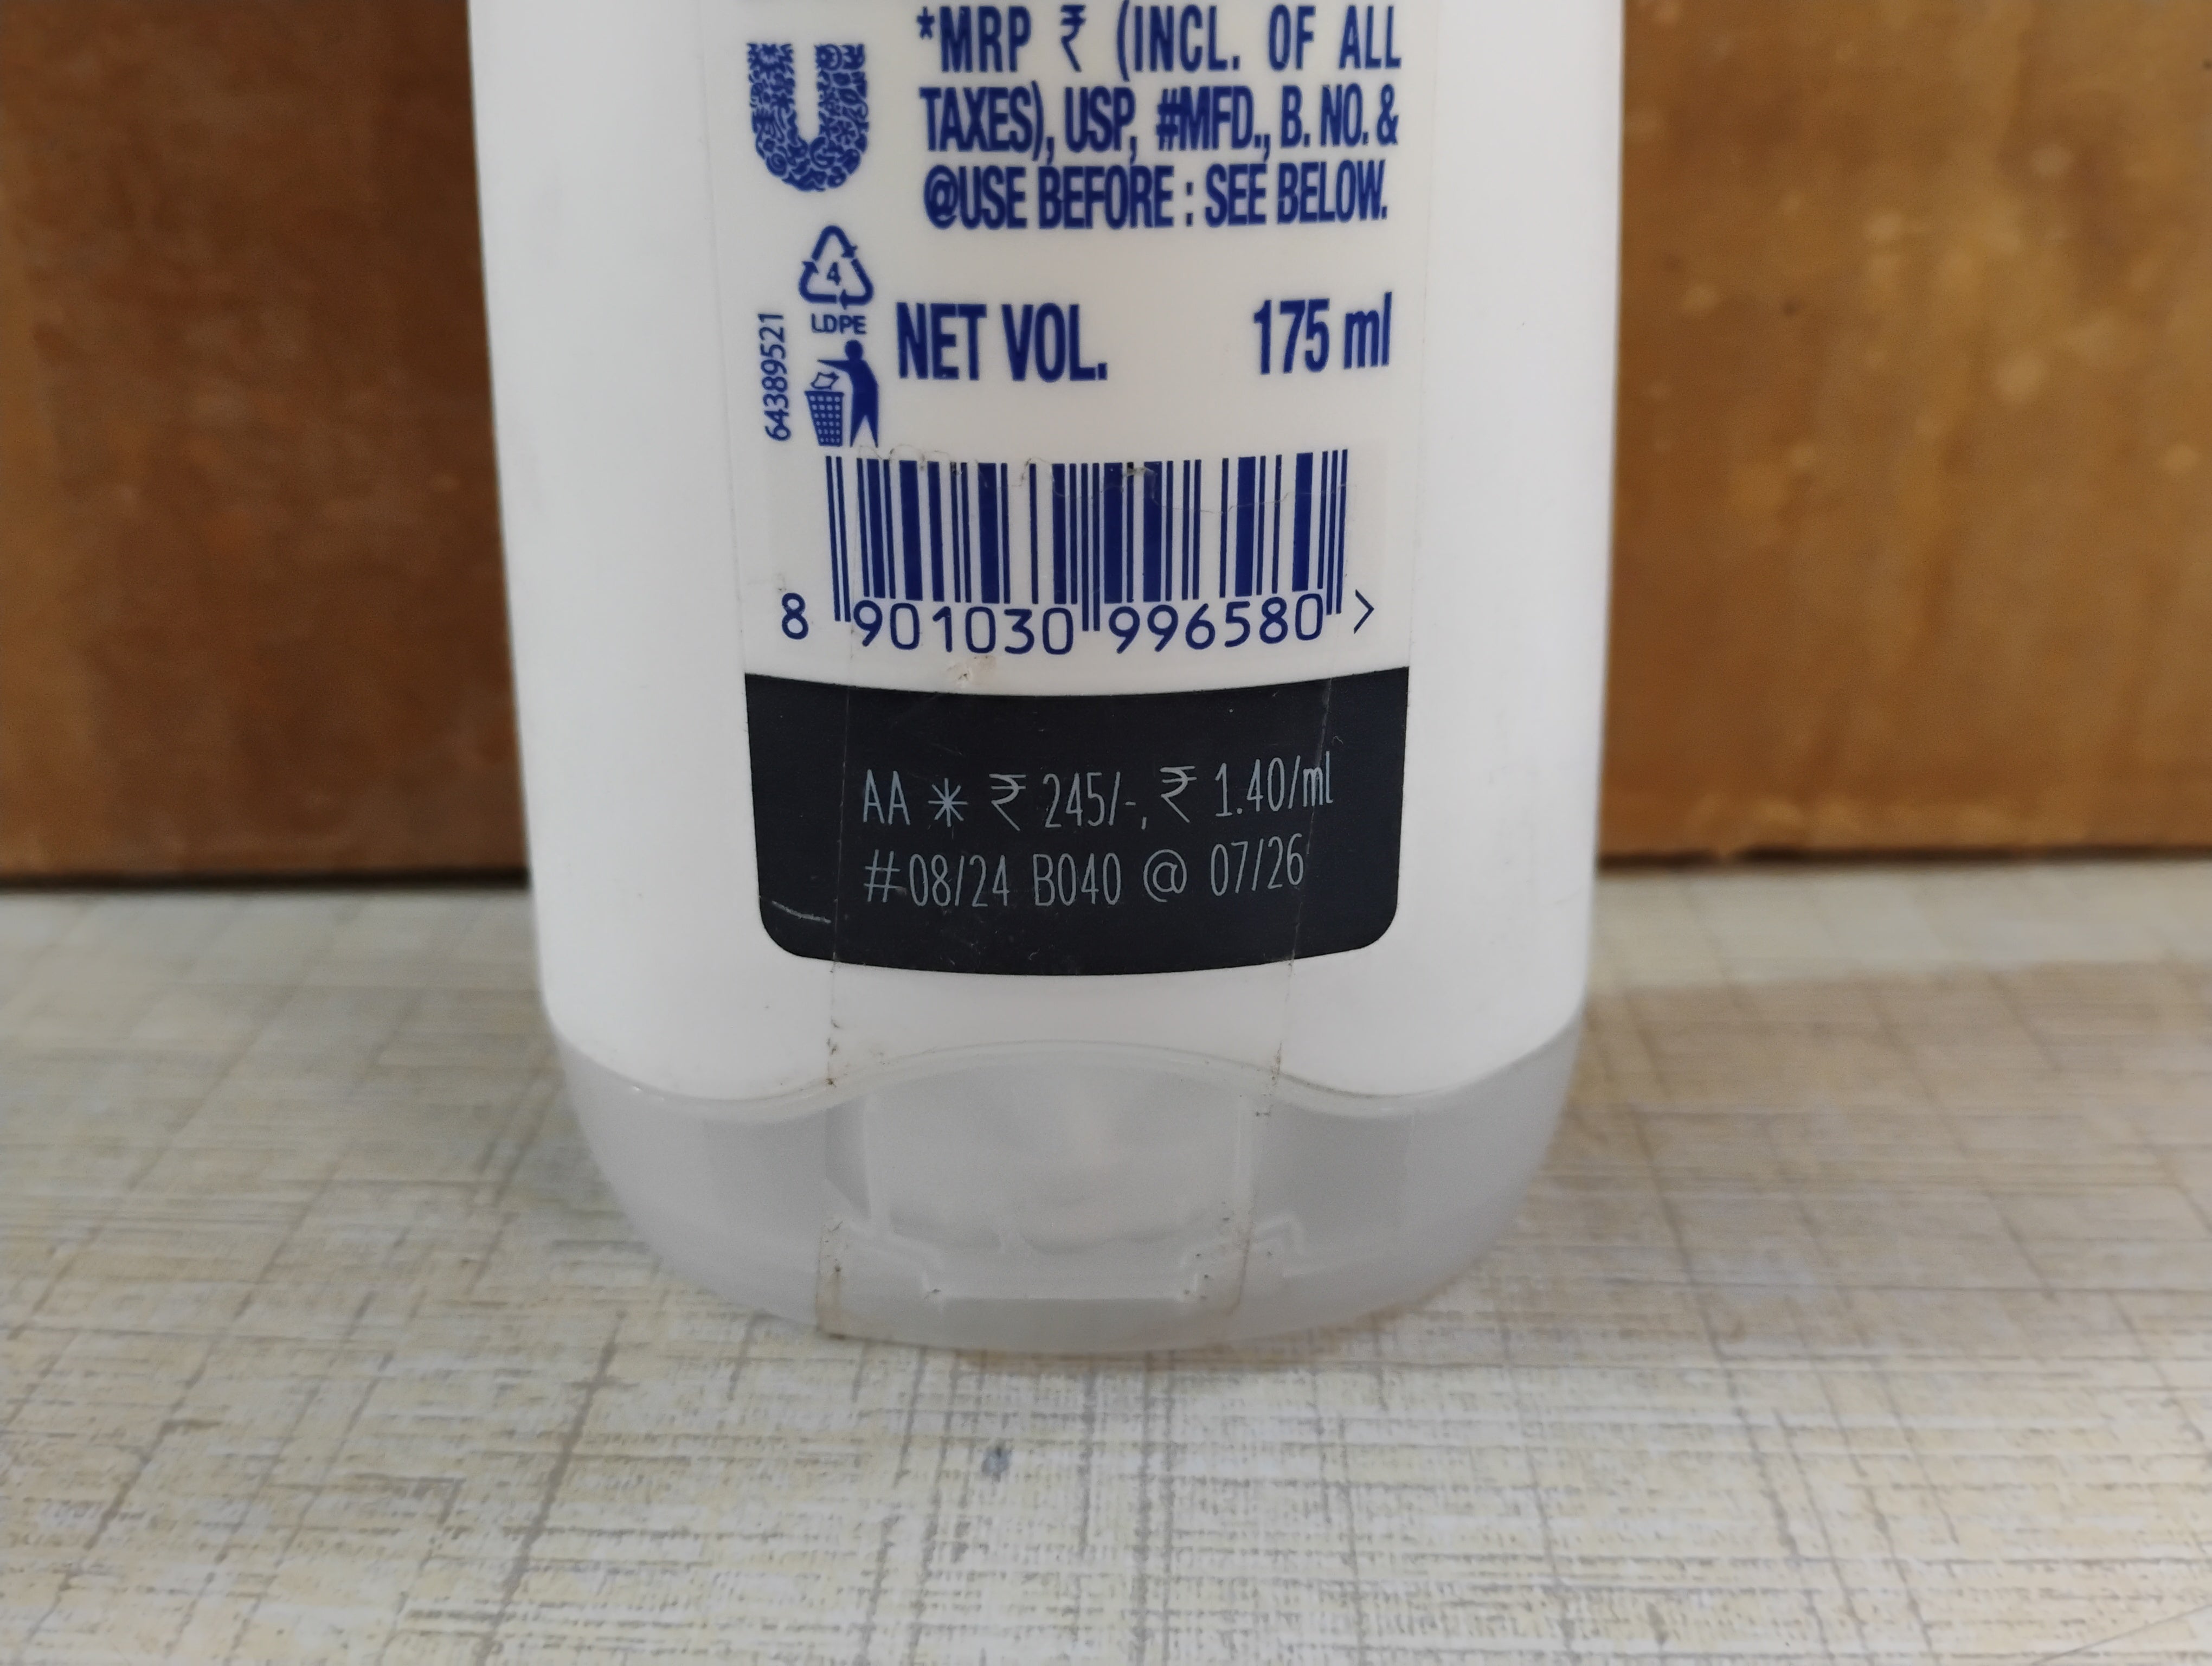 *MRP ₹ (INCL. OF ALL
TAXES), USP, #MFD., B. NO. &
@USE BEFORE : SEE BELOW.
4
LDPE
NET VOL. 175 ml
64389521
8 901030 996580 >
AA * ₹ 245/-, ₹ 1.40/ml
#08/24 B040 @ 07/26